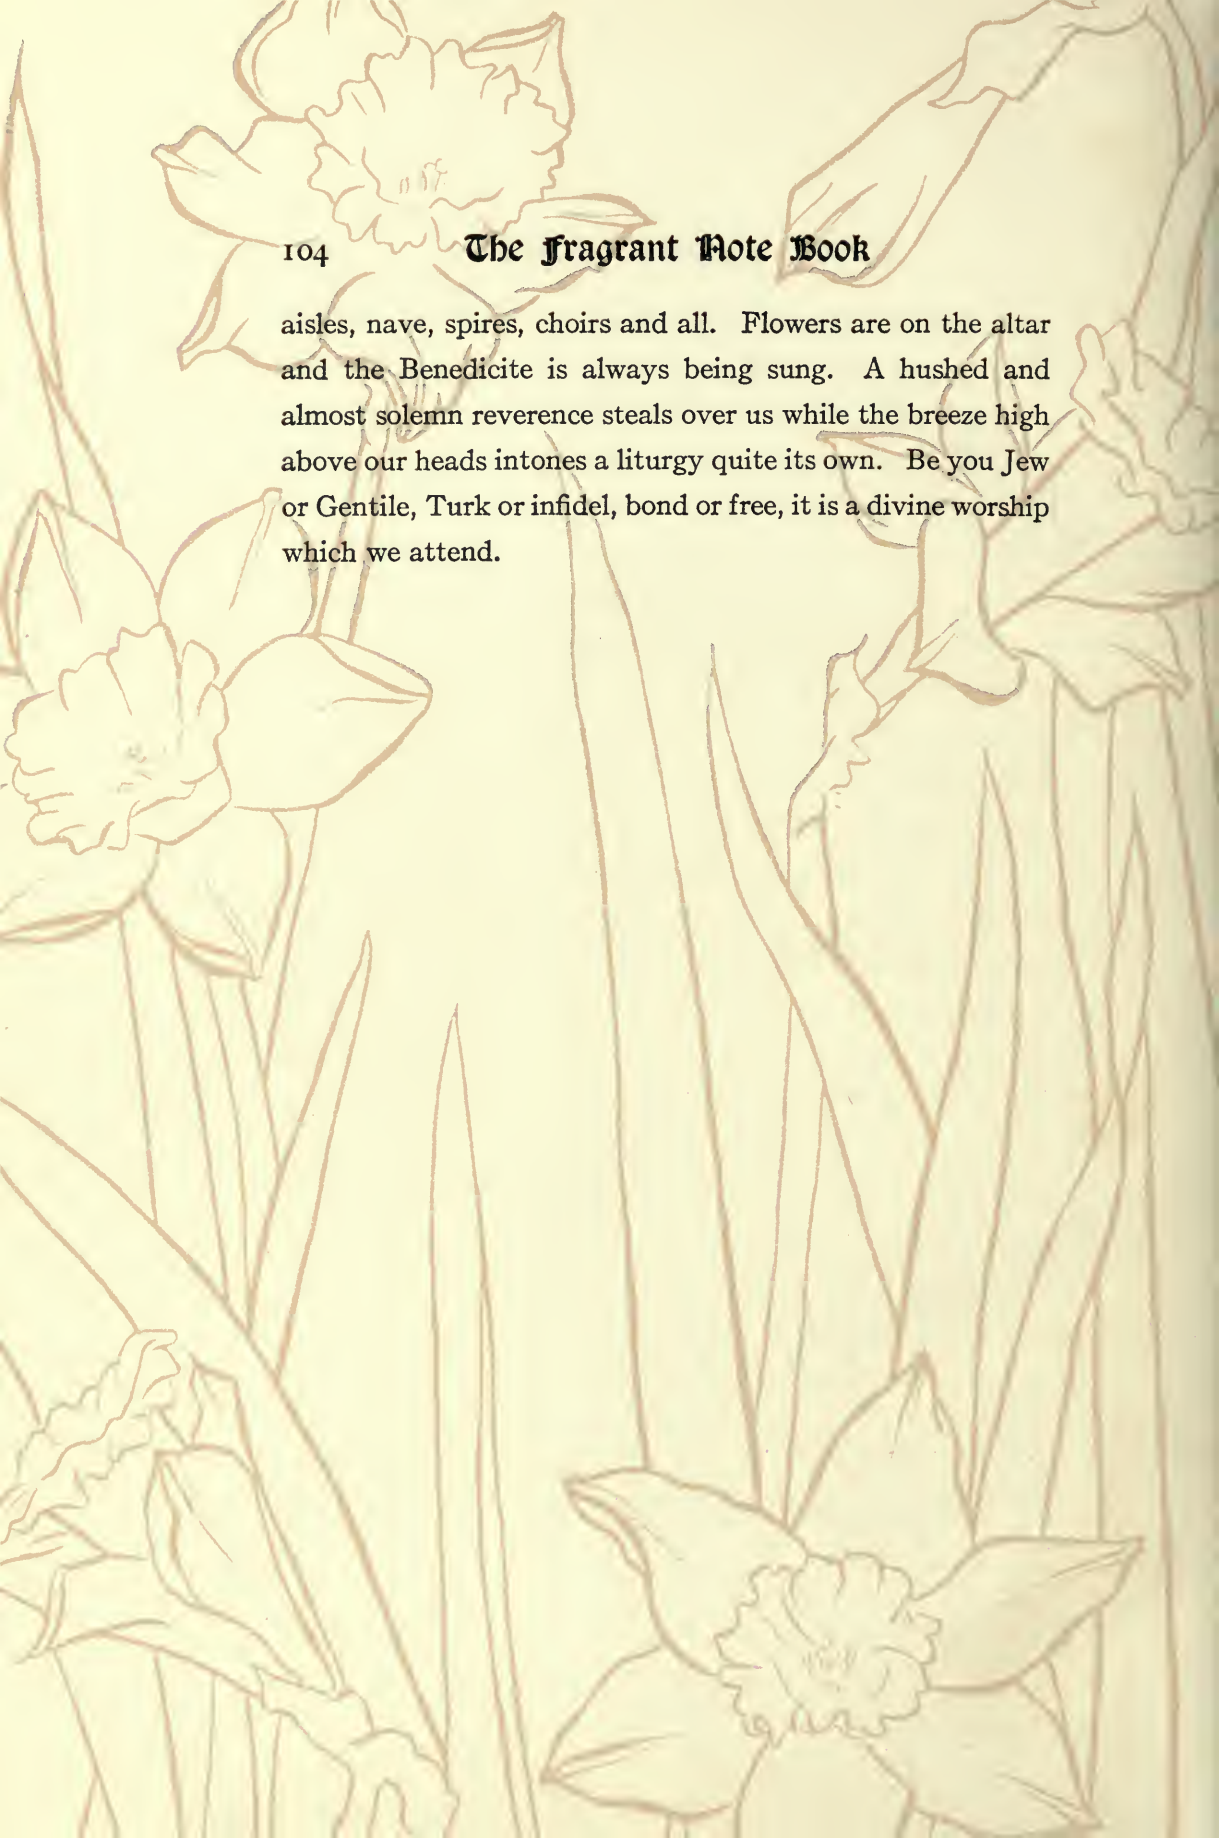 104 The Fragrant Note Book
aisles, nave, spires, choirs and all. Flowers are on the altar
and the Benedicite is always being sung. A hushed and
almost solemn reverence steals over us while the breeze high
above our heads intones a liturgy quite its own. Be you Jew
or Gentile, Turk or infidel, bond or free, it is a divine worship
which we attend.